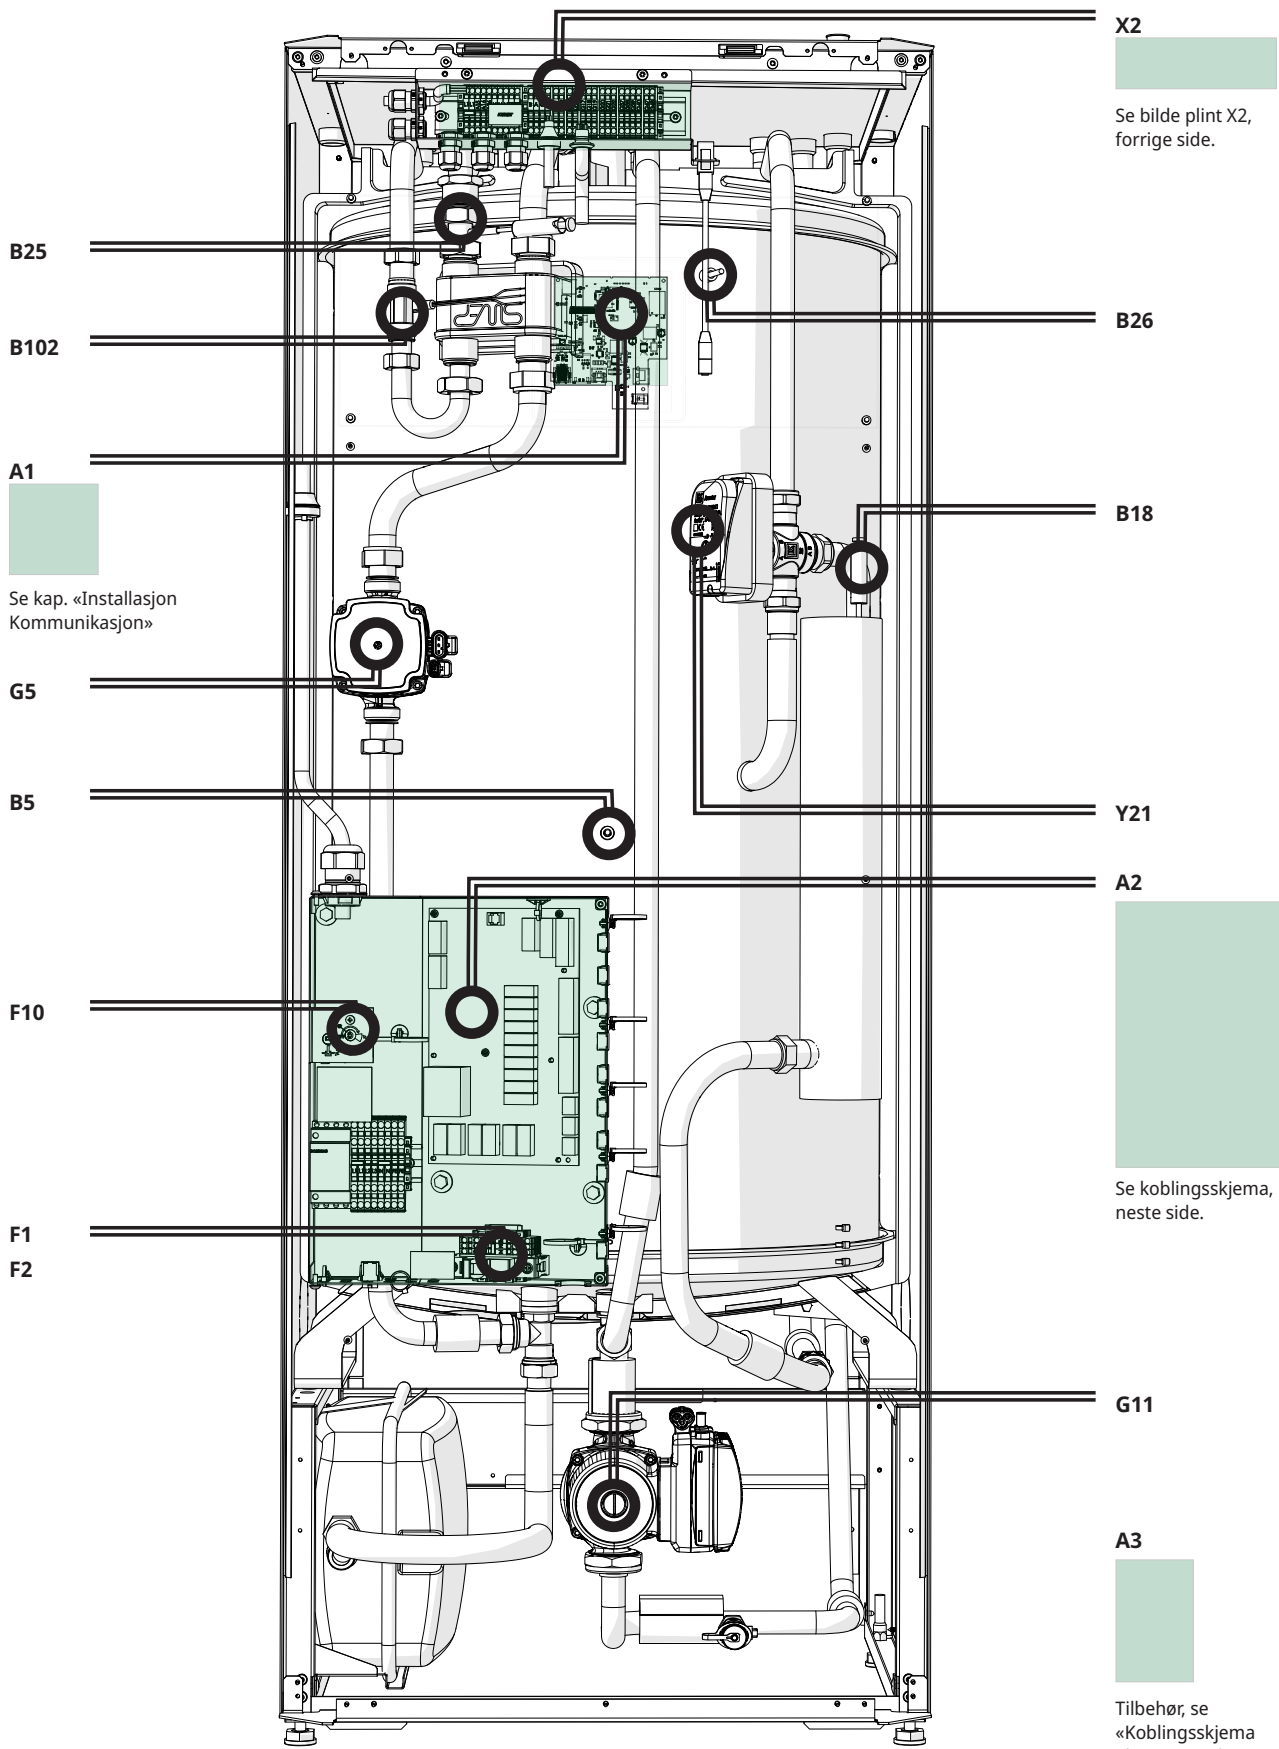 X2
Se bilde plint X2,
forrige side.
B25
B102
B26
A1
Se kap. «Installasjon
Kommunikasjon»
B18
G5
B5
Y21
A2
F10
Se koblingsskjema,
neste side.
F1
F2
G11
A3
Tilbehør, se
«Koblingsskjema
SWEP